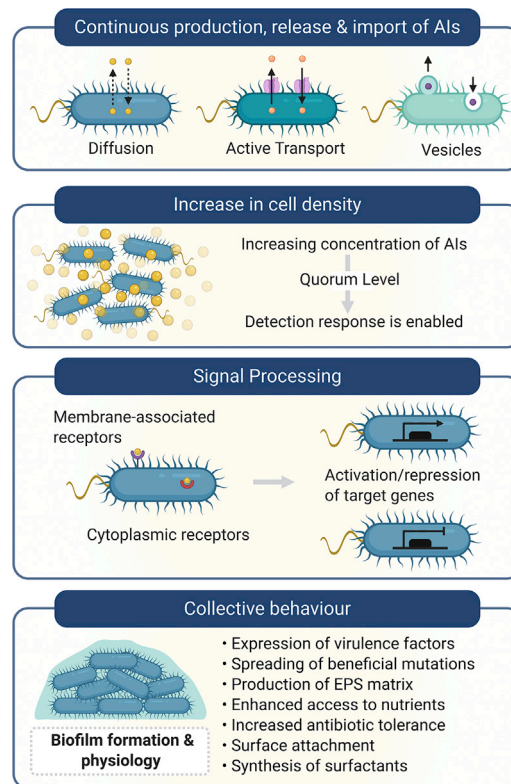 Continuous production, release & import of AIs
Diffusion
Active Transport
Vesicles
Increase in cell density
Increasing concentration of AIs
Quorum Level
Detection response is enabled
Signal Processing
Membrane-associated
receptors
Cytoplasmic receptors
Activation/repression
of target genes
Collective behaviour
Biofilm formation &
physiology
• Expression of virulence factors
• Spreading of beneficial mutations
• Production of EPS matrix
• Enhanced access to nutrients
• Increased antibiotic tolerance
• Surface attachment
• Synthesis of surfactants